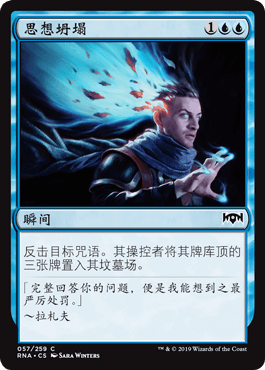 思想坍塌 1
瞬间
反击目标咒语。其操控者将其牌库顶的
三张牌置入其坟墓场。
「完整回答你的问题，便是我能想到之最
严厉处罚。」
～拉札夫
057/259 C
RNA • CS SARA WINTERS
™ & © 2019 Wizards of the Coast